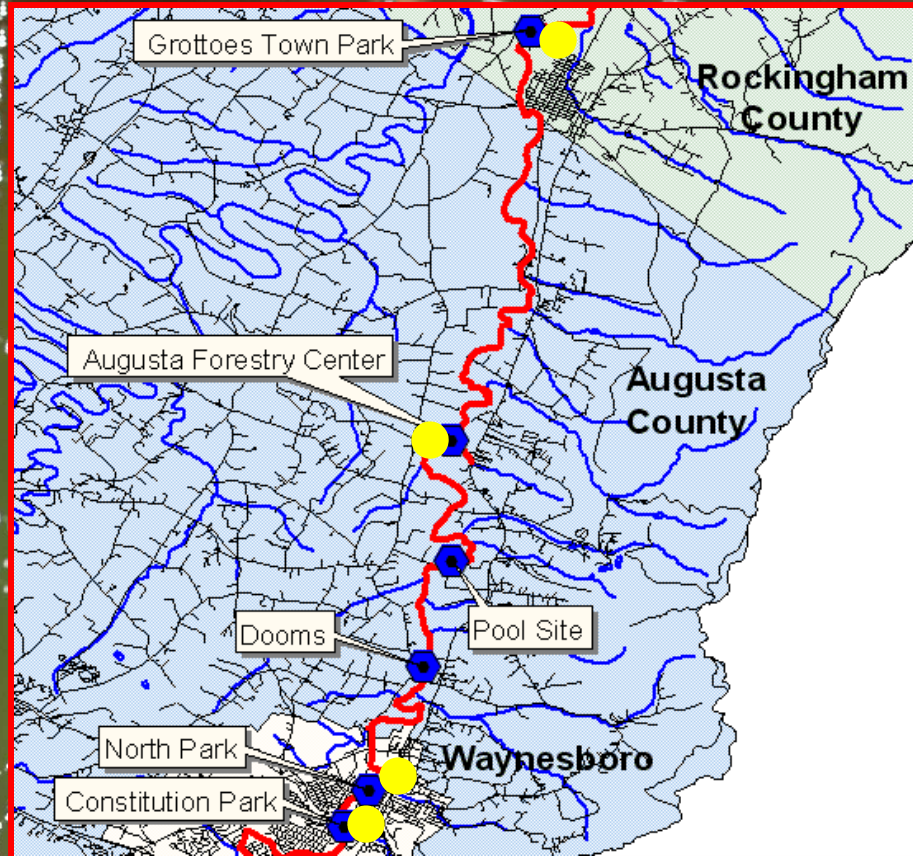 Grottoes Town Park
Rockingham
County
Augusta Forestry Center
Augusta
County
Dooms
Pool Site
North Park
Waynesboro
Constitution Park